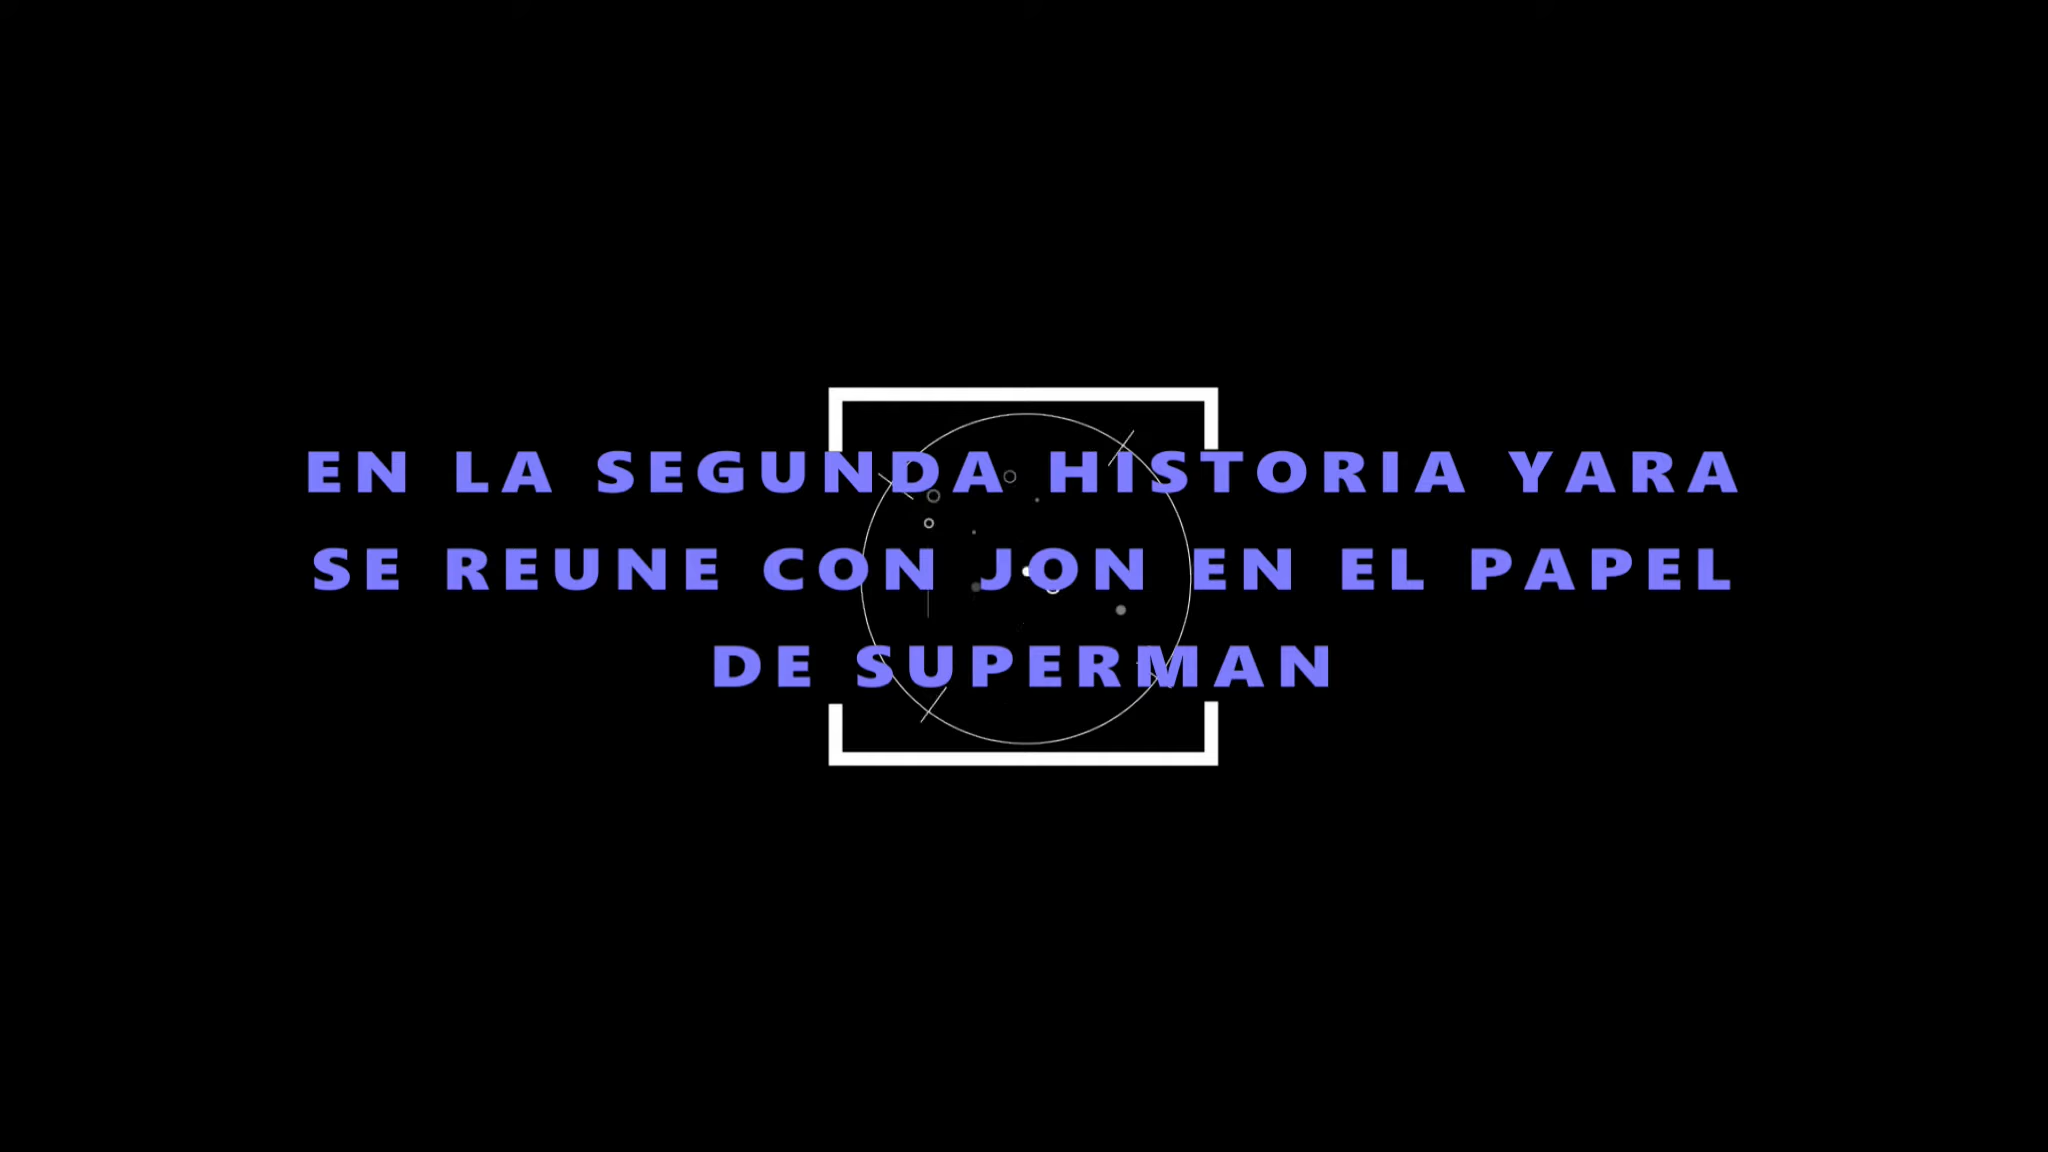 EN LA SEGUNDA HISTORIA YARA
SE REUNE CON JON EN EL PAPEL
DE SUPERMAN